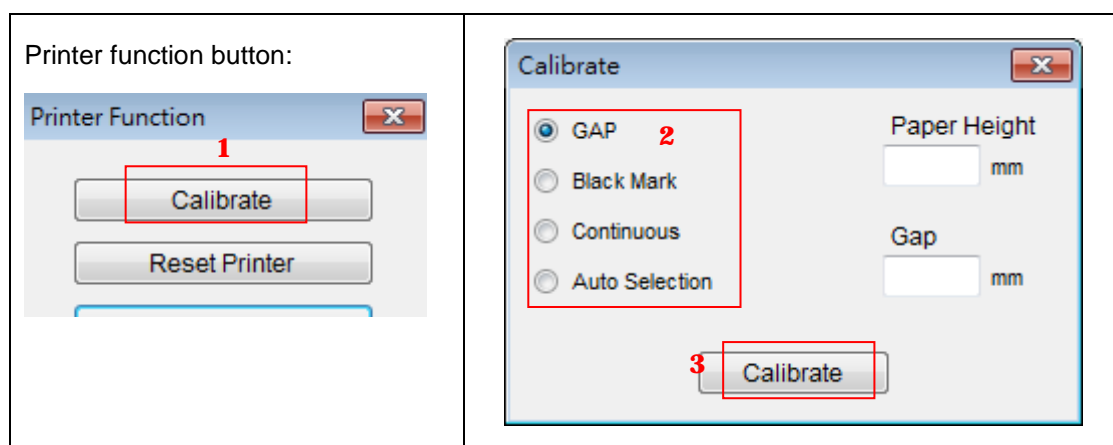 Printer function button:
Printer Function
1
Calibrate
Reset Printer
Calibrate
GAP 2
Black Mark
Continuous
Auto Selection
Paper Height
mm
Gap
mm
3 Calibrate